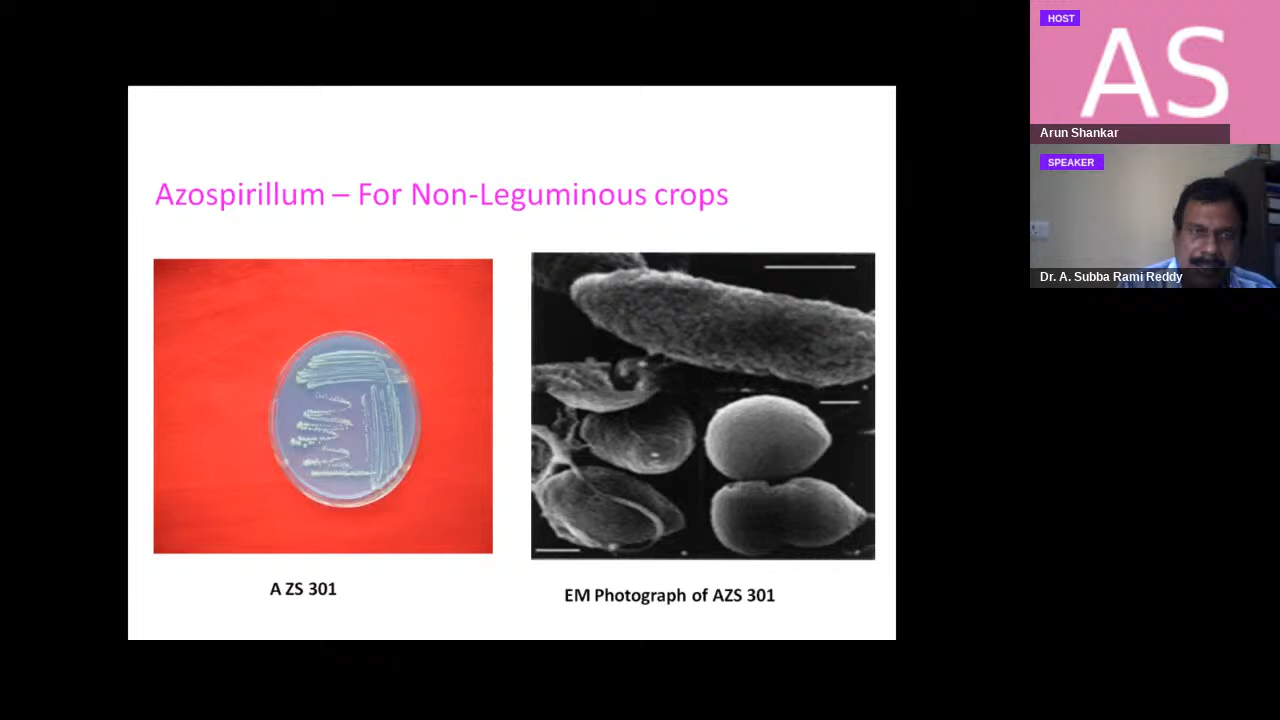 Azospirillum – For Non-Leguminous crops
A ZS 301
EM Photograph of AZS 301
HOST
AS
Arun Shankar
SPEAKER
Dr. A. Subba Rami Reddy